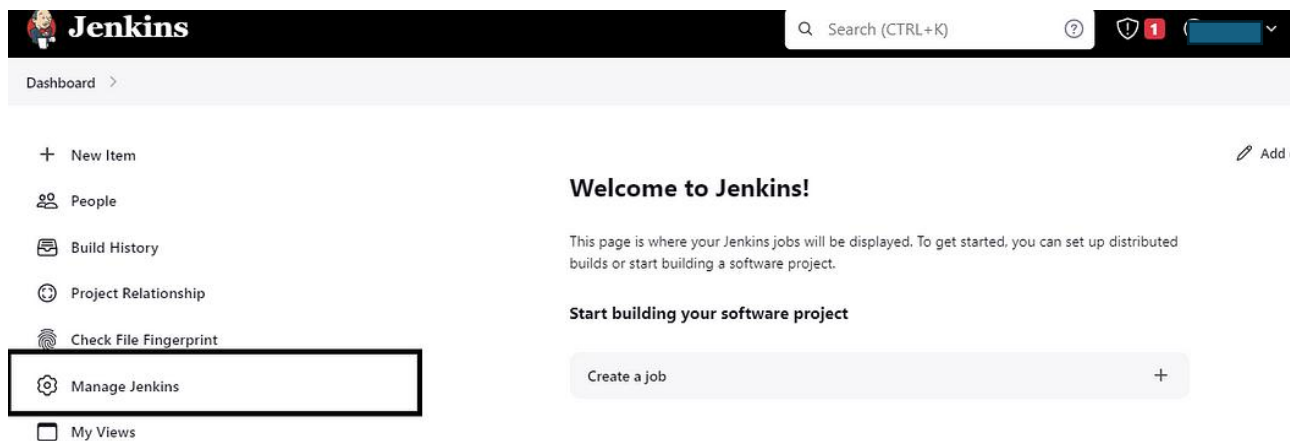 Jenkins
Search (CTRL+K)
1
Dashboard
New Item
People
Build History
Project Relationship
Check File Fingerprint
Manage Jenkins
My Views
Add
Welcome to Jenkins!
This page is where your Jenkins jobs will be displayed. To get started, you can set up distributed
builds or start building a software project.
Start building your software project
Create a job